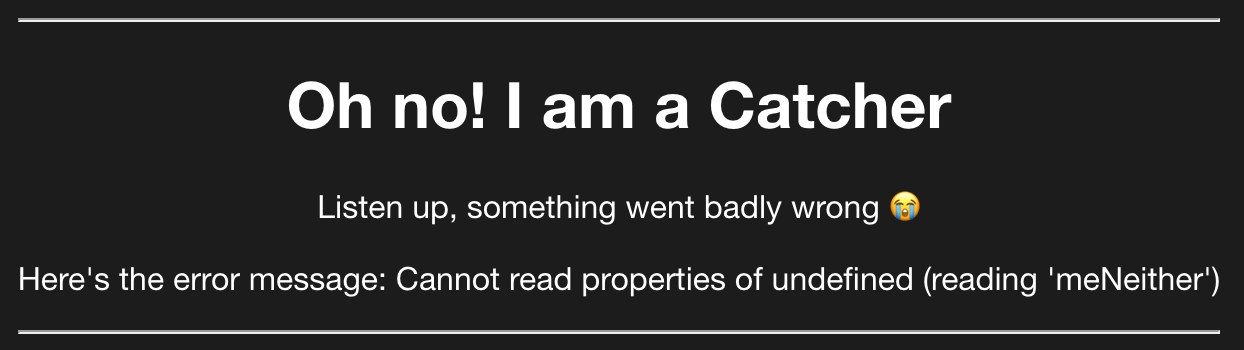 Oh no! I am a Catcher
Listen up, something went badly wrong 😭
Here's the error message: Cannot read properties of undefined (reading 'meNeither')